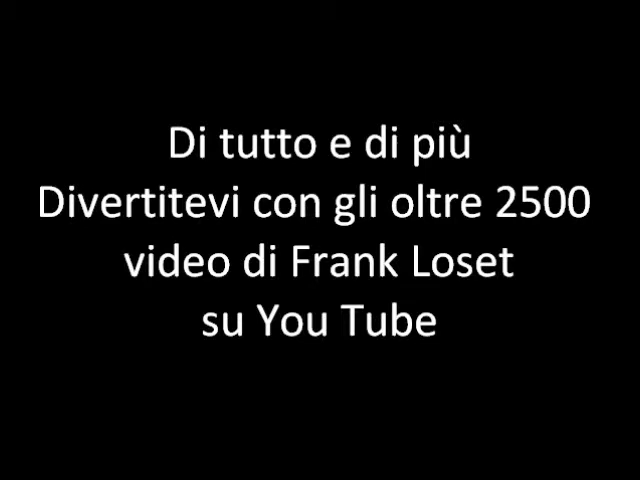 Di tutto e di più
Divertitevi con gli oltre 2500
video di Frank Loset
su You Tube